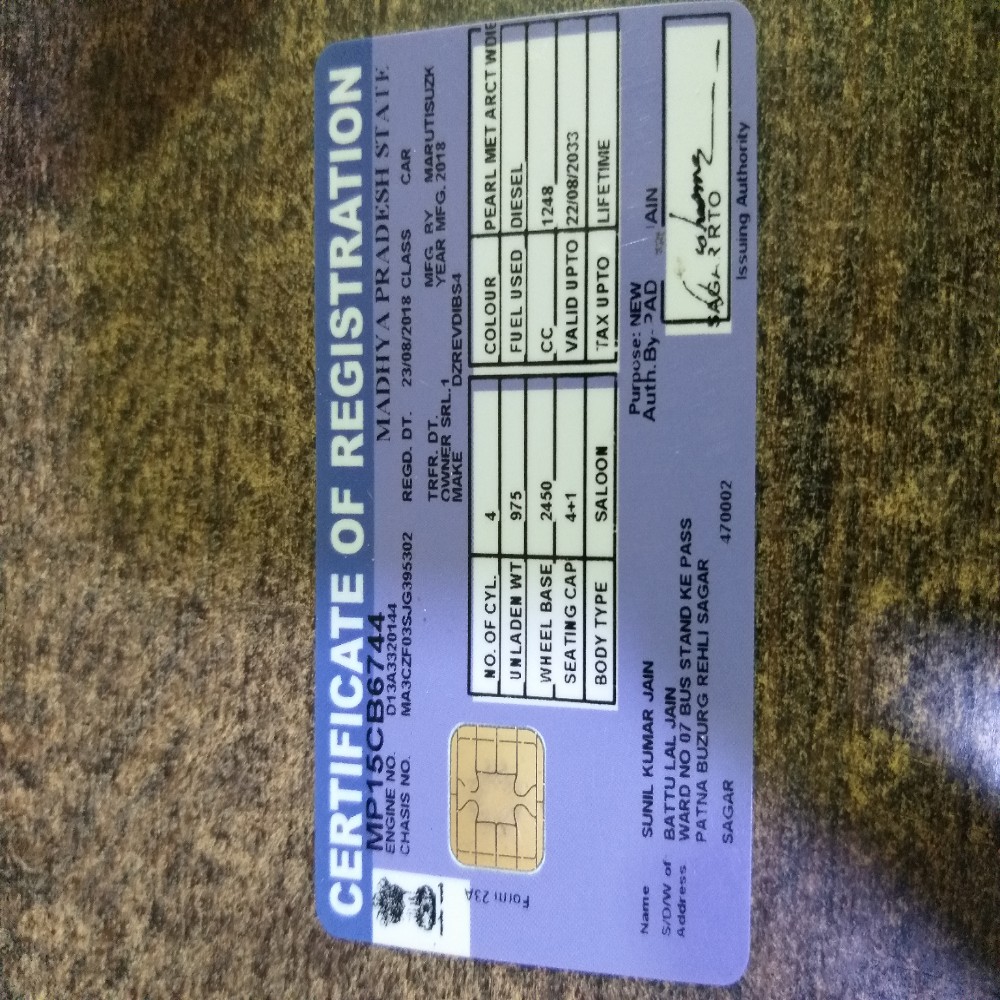 CERTIFICATE OF REGISTRATION
MP15CB6744 MADHYA PRADESH STATE
ENGINE NO. D13A3320144
CHASIS NO. MA3CZF03SJG395302 REGD. DT. 23/08/2018 CLASS CAR
TRFR. DT. MFG. BY MARUTISUZK
OWNER SRL.1 YEAR MFG. 2018
MAKE DZREVDIBS4
Form 23A
NO. OF CYL. 4 COLOUR PEARL MET ARCT WDIE
UNLADEN WT 975 FUEL USED DIESEL
WHEEL BASE 2450 CC 1248
SEATING CAP 4+1 VALID UPTO 22/08/2033
BODY TYPE SALOON TAX UPTO LIFETIME
Purpose: NEW
Auth. By- PAD AIN
Name SUNIL KUMAR JAIN
S/D/W of BATTU LAL JAIN
Address WARD NO 07 BUS STAND KE PASS
PATNA BUZURG REHLI SAGAR
SAGAR 470002
SAGAR RTO
Issuing Authority